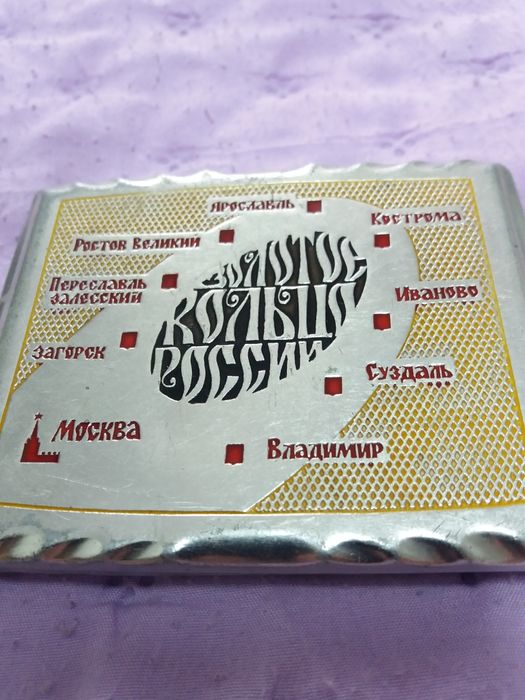 Ярославль
Кострома
Ростов Великий
Золотое
Кольцо
России
Переславль
Залесский
Иваново
Загорск
Суздаль
Москва
Владимир